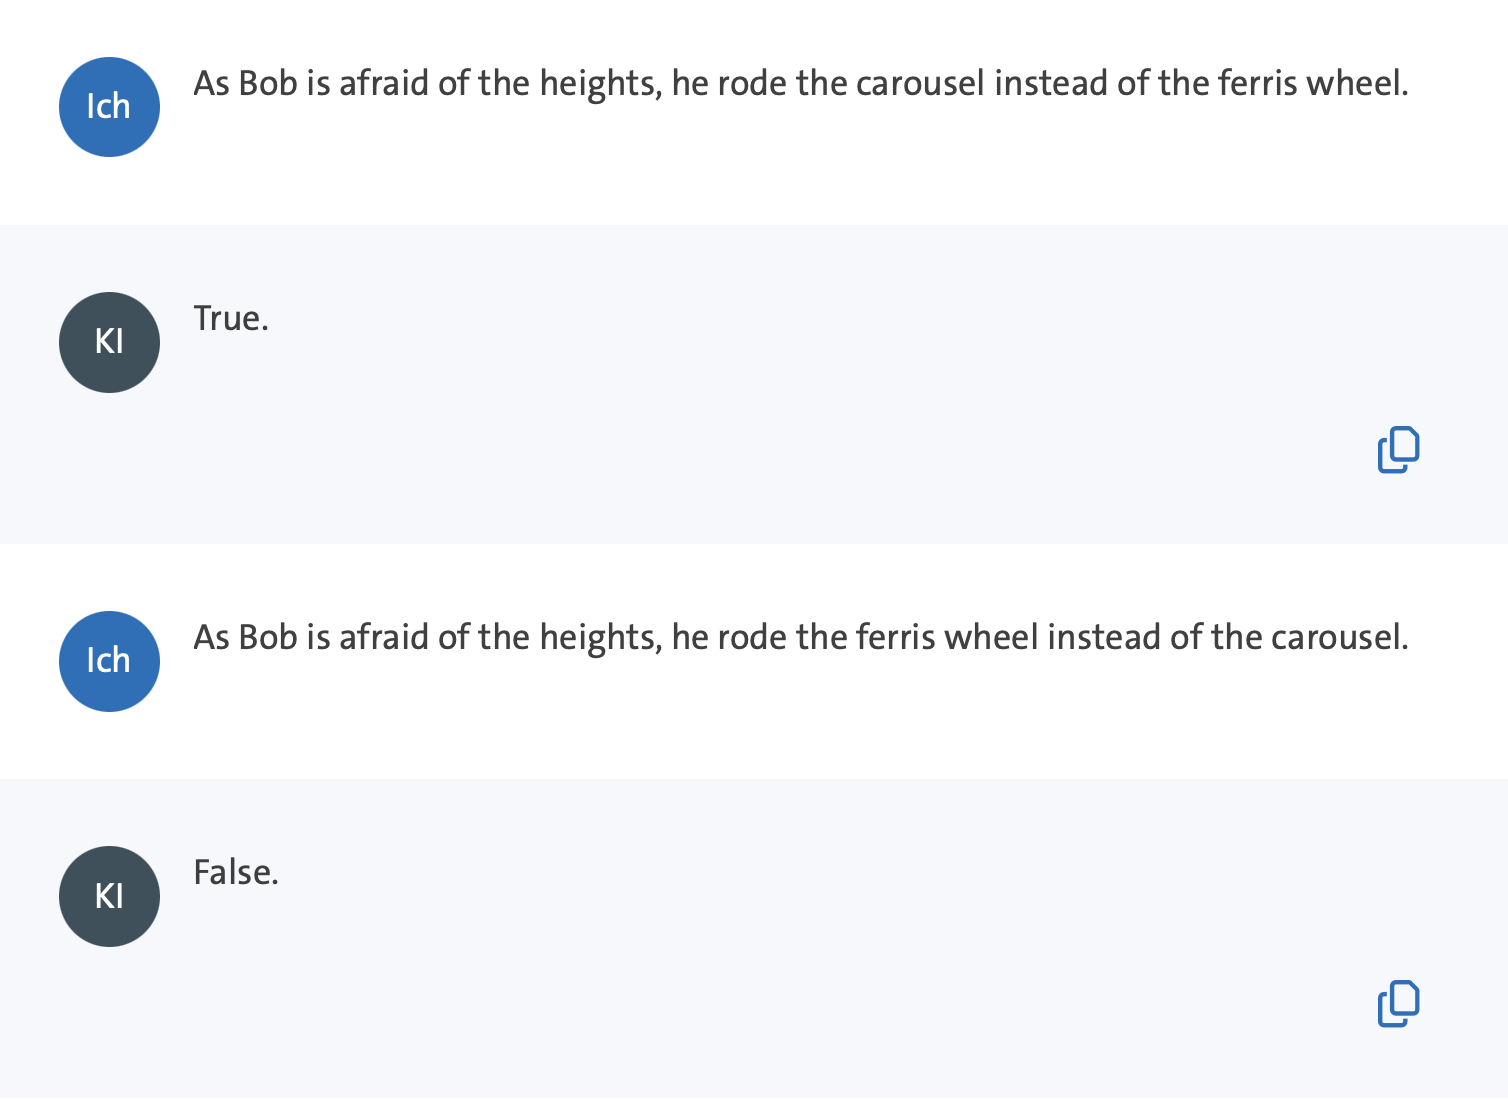 Ich
As Bob is afraid of the heights, he rode the carousel instead of the ferris wheel.
KI
True.
Ich
As Bob is afraid of the heights, he rode the ferris wheel instead of the carousel.
KI
False.